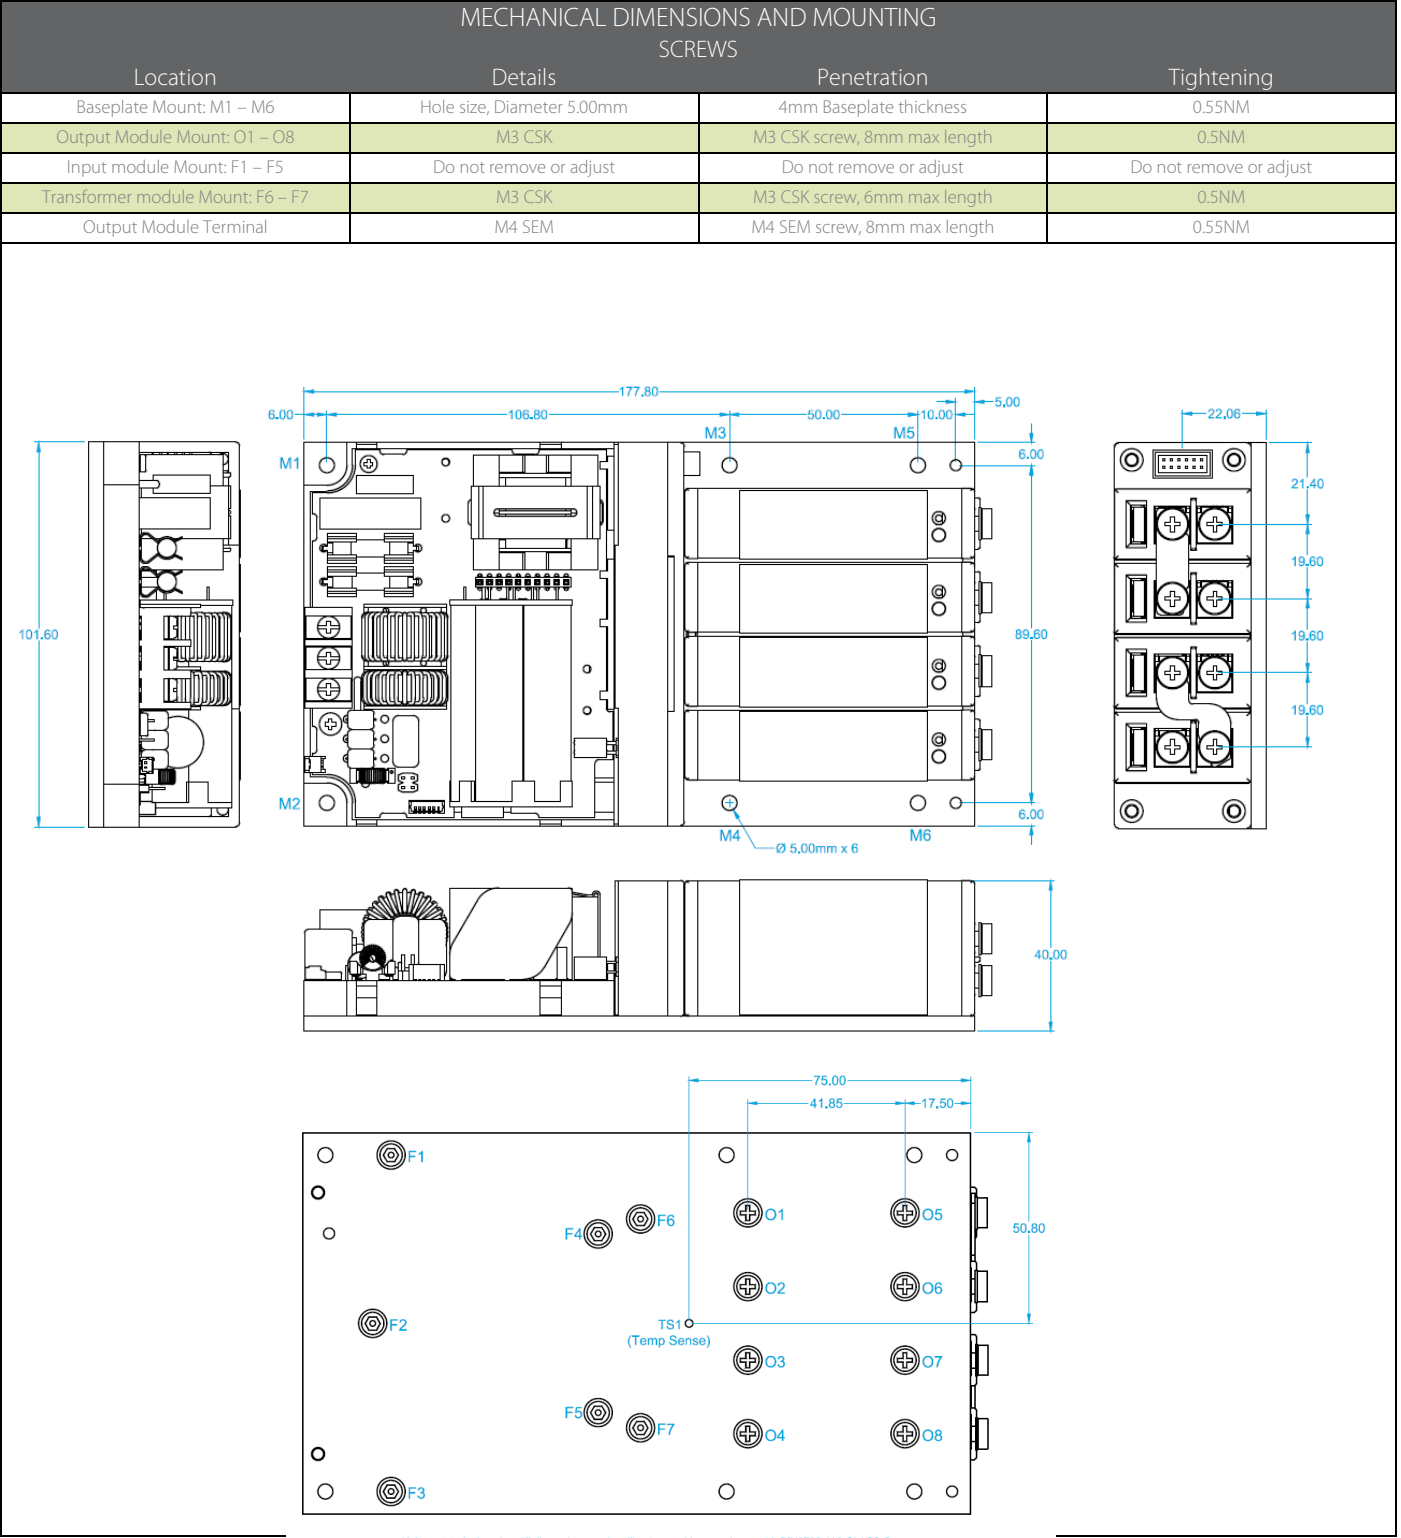 MECHANICAL DIMENSIONS AND MOUNTING
SCREWS
Location Details Penetration Tightening
Baseplate Mount: M1 – M6 Hole size, Diameter 5.00mm 4mm Baseplate thickness 0.55NM
Output Module Mount: O1 – O8 M3 CSK M3 CSK screw, 8mm max length 0.5NM
Input module Mount: F1 – F5 Do not remove or adjust Do not remove or adjust Do not remove or adjust
Transformer module Mount: F6 – F7 M3 CSK M3 CSK screw, 6mm max length 0.5NM
Output Module Terminal M4 SEM M4 SEM screw, 8mm max length 0.55NM
177.80
6.00 106.80 50.00 10.00 5.00
22.06
M3 M5
6.00
M1
21.40
19.60
101.60
89.60
19.60
19.60
M2
6.00
M4 M6
Ø 5.00mm x 6
40.00
75.00
41.85 17.50
F1
O1 O5
F6
F4
50.80
O2 O6
F2
TS1
(Temp Sense)
O3 O7
F5
F7
O4 O8
F3